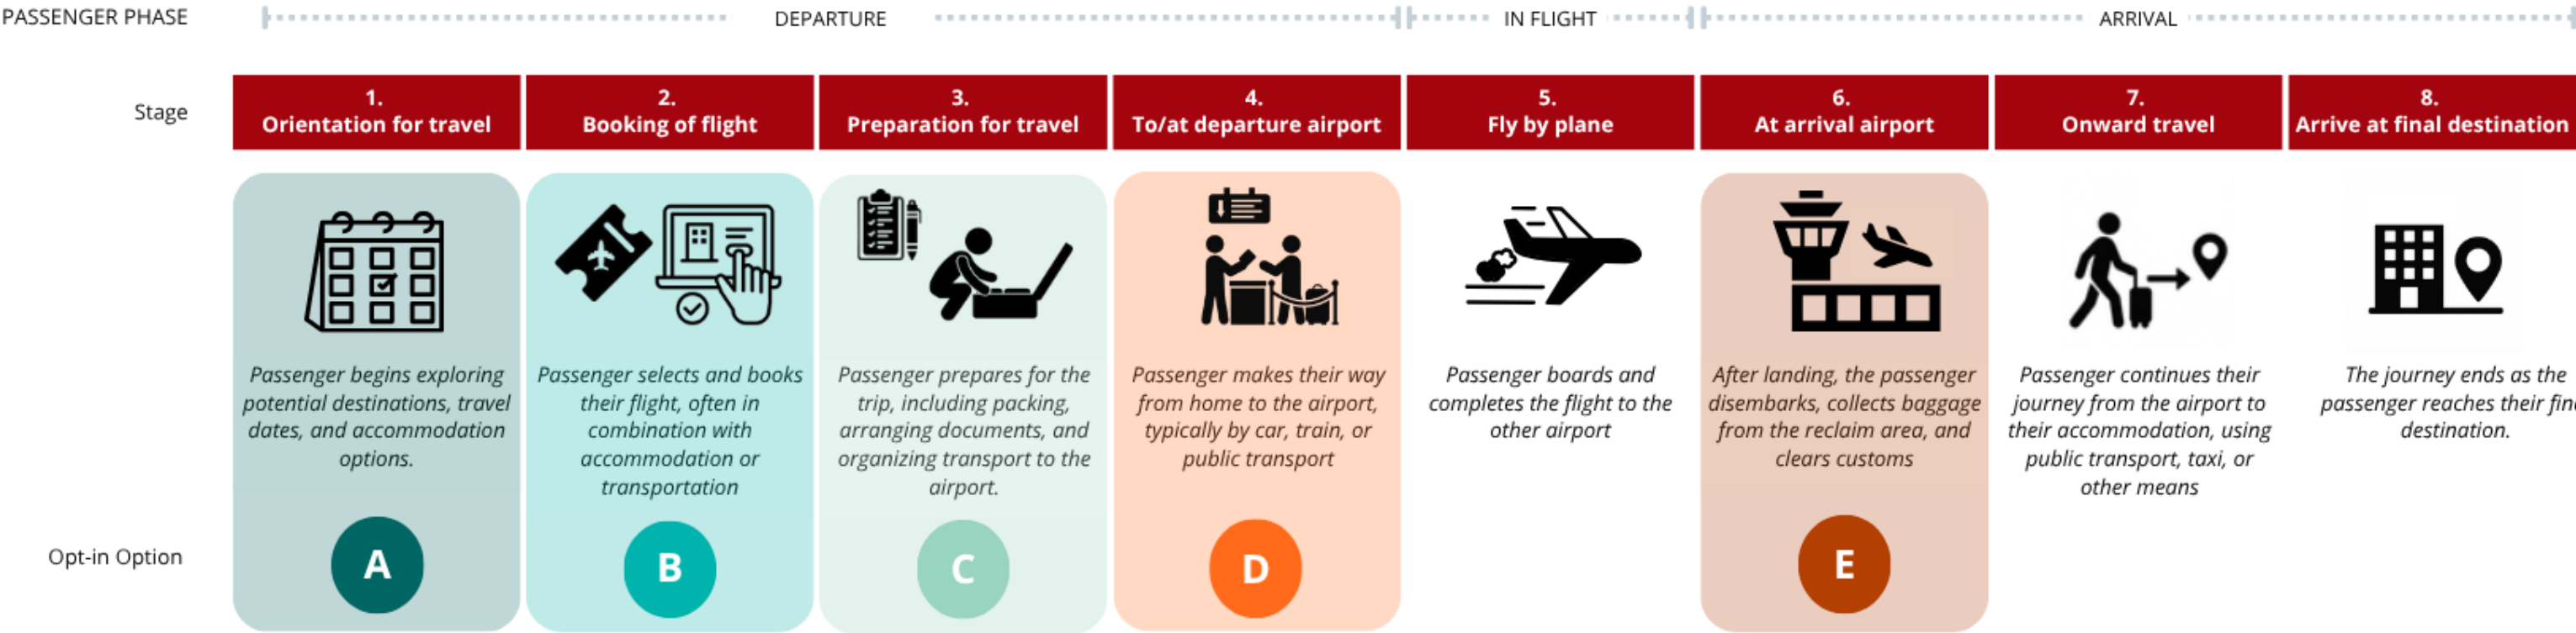 PASSENGER PHASE
DEPARTURE
IN FLIGHT
ARRIVAL
Stage
1.
Orientation for travel
2.
Booking of flight
3.
Preparation for travel
4.
To/at departure airport
5.
Fly by plane
6.
At arrival airport
7.
Onward travel
8.
Arrive at final destination
Passenger begins exploring
potential destinations, travel
dates, and accommodation
options.
Passenger selects and books
their flight, often in
combination with
accommodation or
transportation
Passenger prepares for the
trip, including packing,
arranging documents, and
organizing transport to the
airport.
Passenger makes their way
from home to the airport,
typically by car, train, or
public transport
Passenger boards and
completes the flight to the
other airport
After landing, the passenger
disembarks, collects baggage
from the reclaim area, and
clears customs
Passenger continues their
journey from the airport to
their accommodation, using
public transport, taxi, or
other means
The journey ends as the
passenger reaches their
destination.
Opt-in Option
A
B
C
D
E